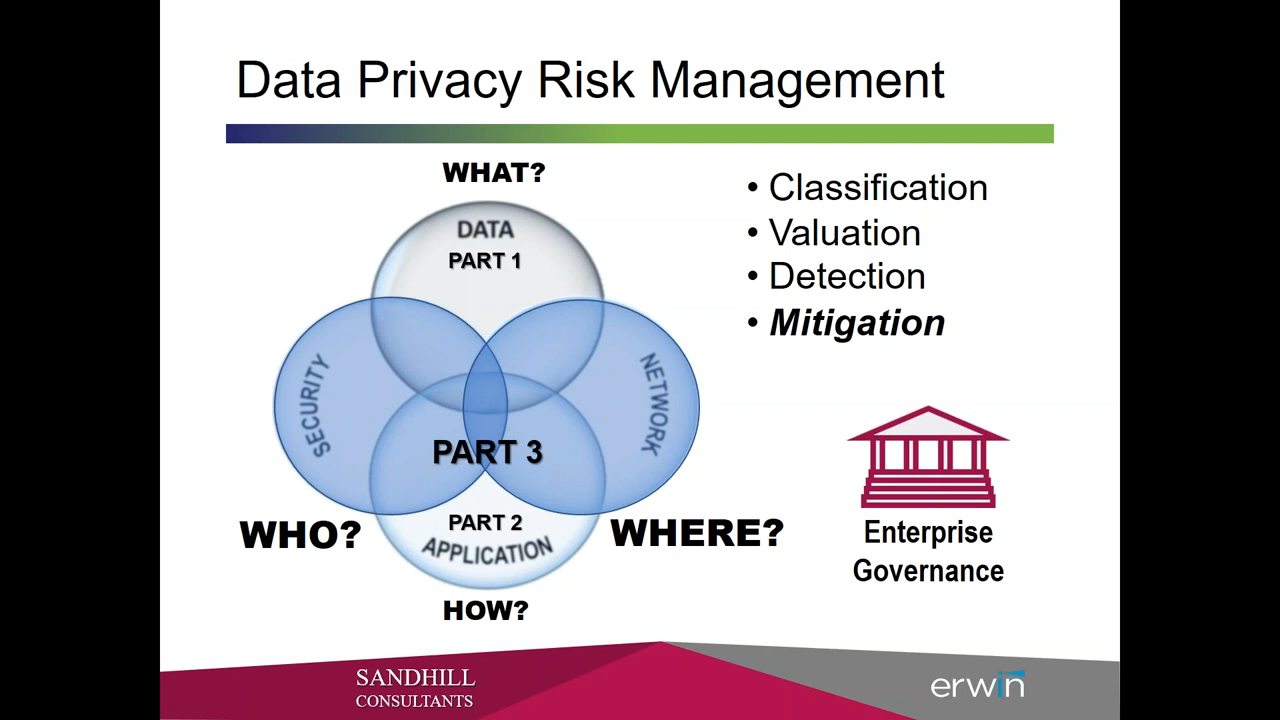 Data Privacy Risk Management
WHAT?
DATA
PART 1
SECURITY
NETWORK
PART 3
WHO?
WHERE?
PART 2
APPLICATION
HOW?
• Classification
• Valuation
• Detection
• Mitigation
Enterprise
Governance
SANDHILL
CONSULTANTS
erwin